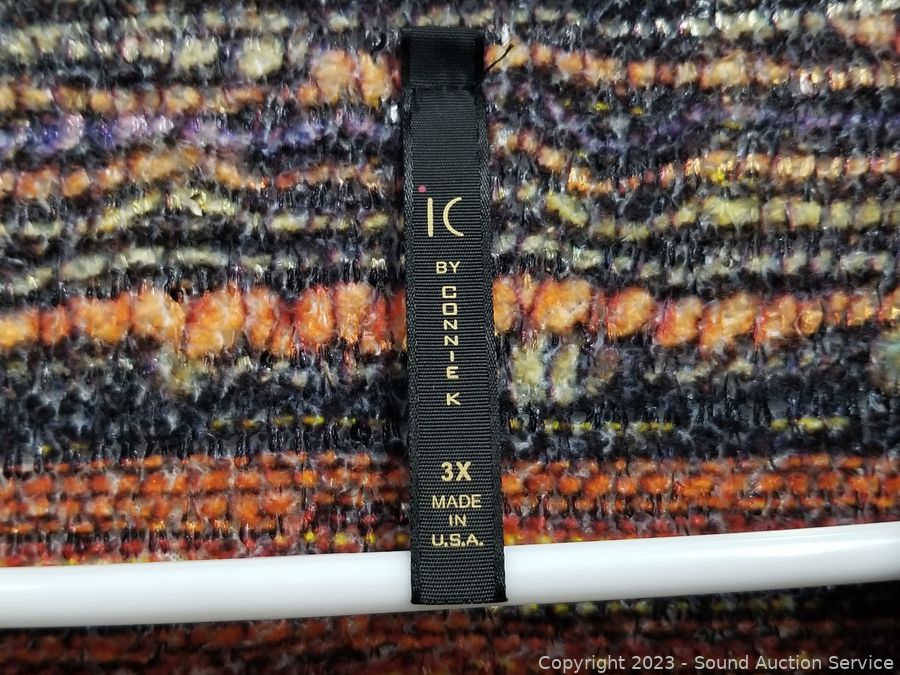 IC
BY
CONNIE K
3X
MADE
IN
U.S.A.
Copyright 2023 - Sound Auction Service